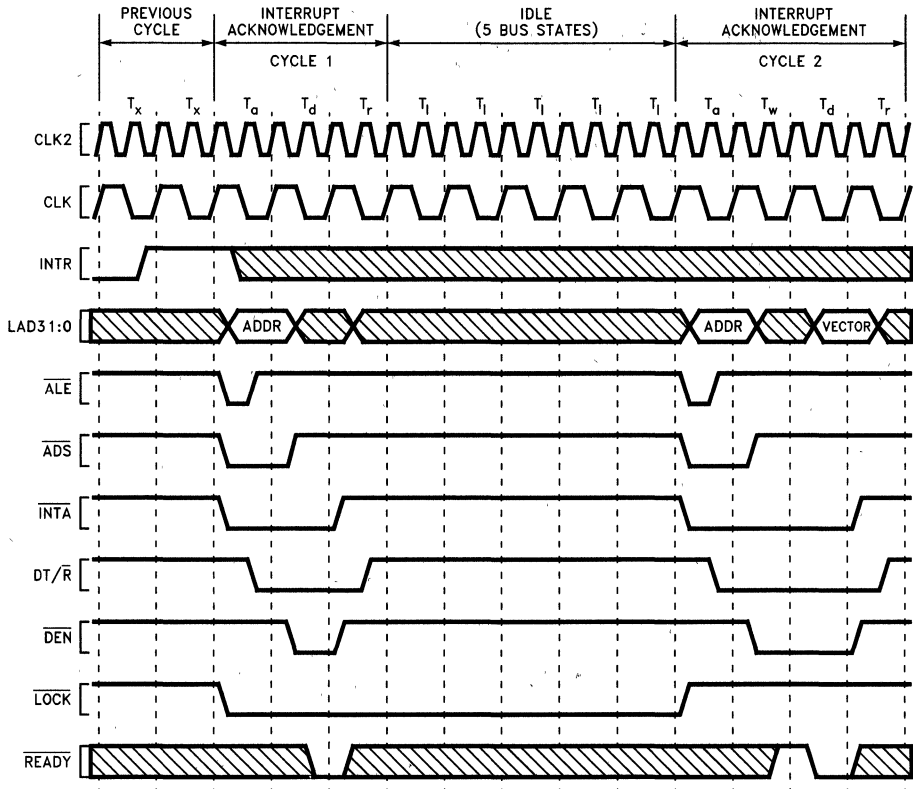 PREVIOUS CYCLE
INTERRUPT ACKNOWLEDGEMENT
CYCLE 1
IDLE (5 BUS STATES)
INTERRUPT ACKNOWLEDGEMENT
CYCLE 2
Tx Tx Ta Td Tr TI TI TI TI TI Ta Tw Td Tr
CLK2
CLK
INTR
LAD31:0 ADDR ADDR VECTOR
ALE
ADS
INTA
DT/R
DEN
LOCK
READY